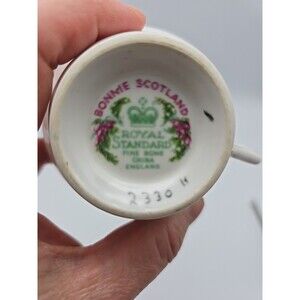 BONNIE SCOTLAND
ROYAL
STANDARD
FINE BONE
CHINA
ENGLAND
2330